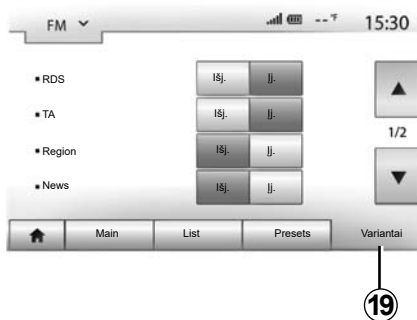 FM --°F 15:30
RDS Išj. Įj.
TA Išj. Įj.
1/2
Region Išj. Įj.
News Išj. Įj.
Main List Presets Variantai
19